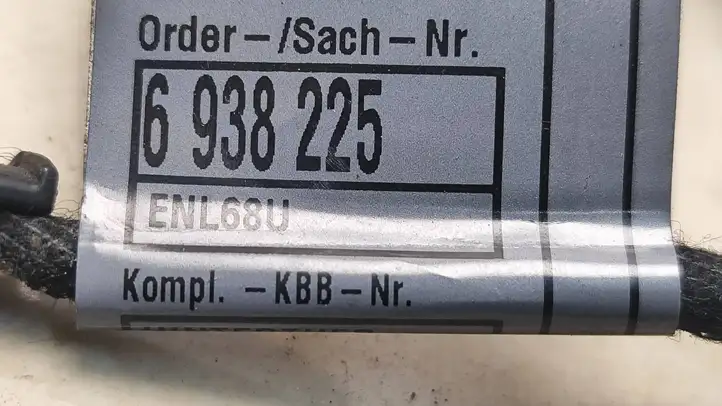 Order-/Sach-Nr.
6 938 225
ENL68U
Kompl. -KBB-Nr.